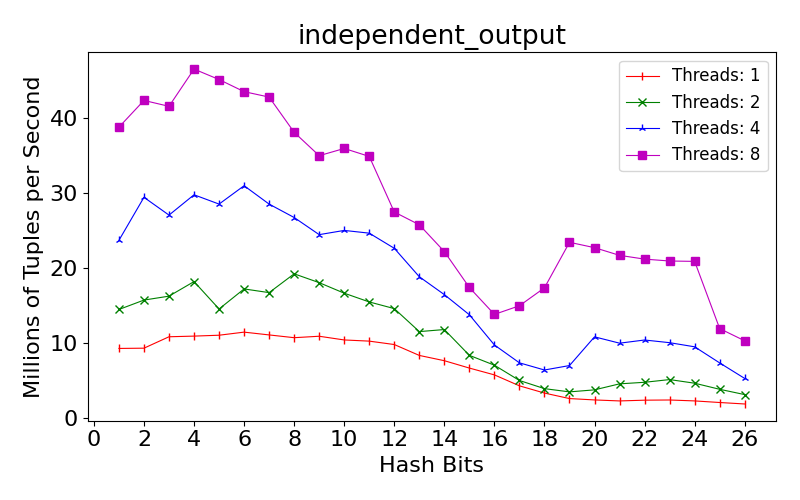 independent_output
Millions of Tuples per Second
40
30
20
10
0
Threads: 1
Threads: 2
Threads: 4
Threads: 8
0 2 4 6 8 10 12 14 16 18 20 22 24 26
Hash Bits